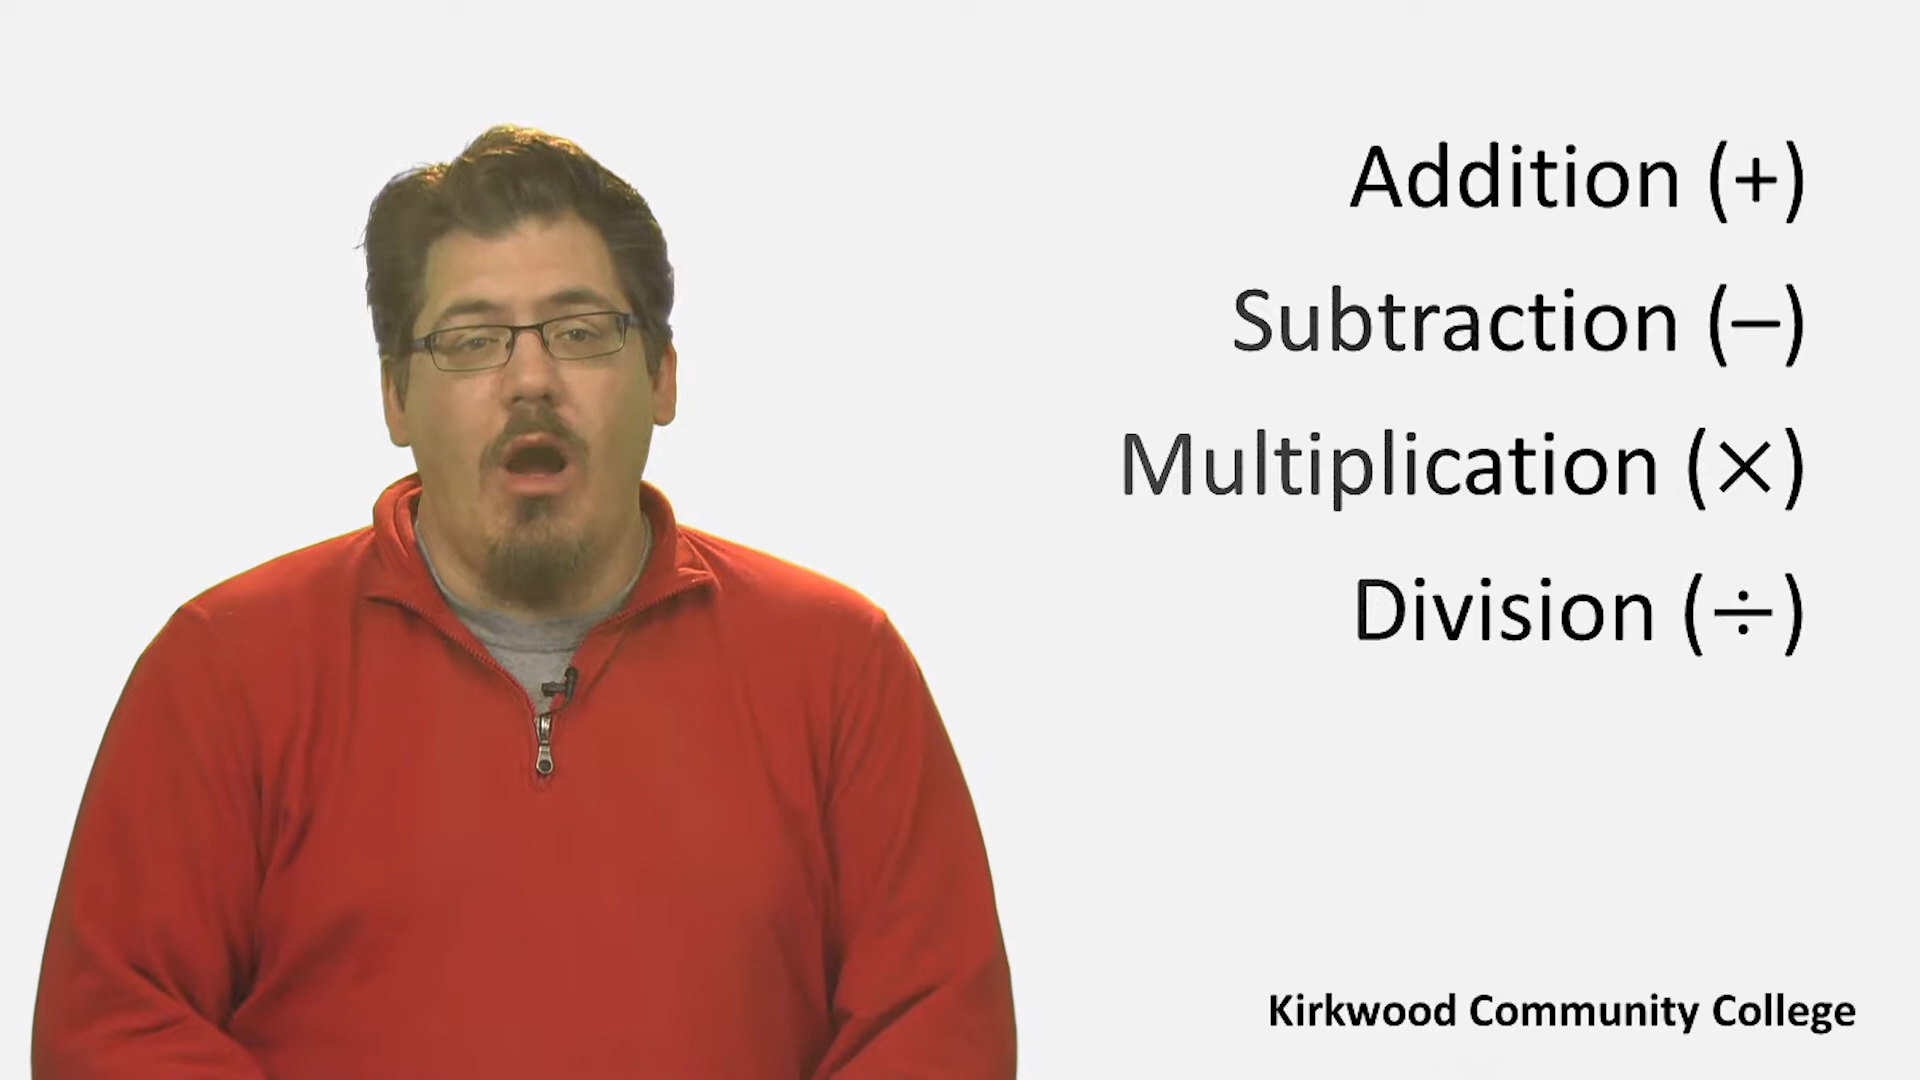 Addition (+)
Subtraction (–)
Multiplication (×)
Division (÷)
Kirkwood Community College